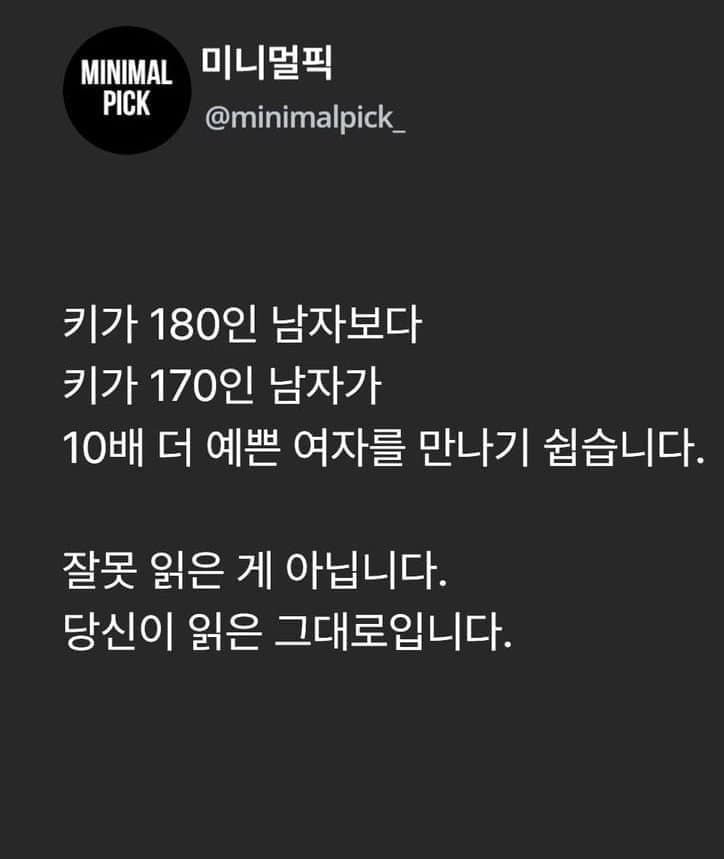 MINIMAL
PICK
미니멀픽
@minimalpick_
키가 180인 남자보다
키가 170인 남자가
10배 더 예쁜 여자를 만나기 쉽습니다.
잘못 읽은 게 아닙니다.
당신이 읽은 그대로입니다.